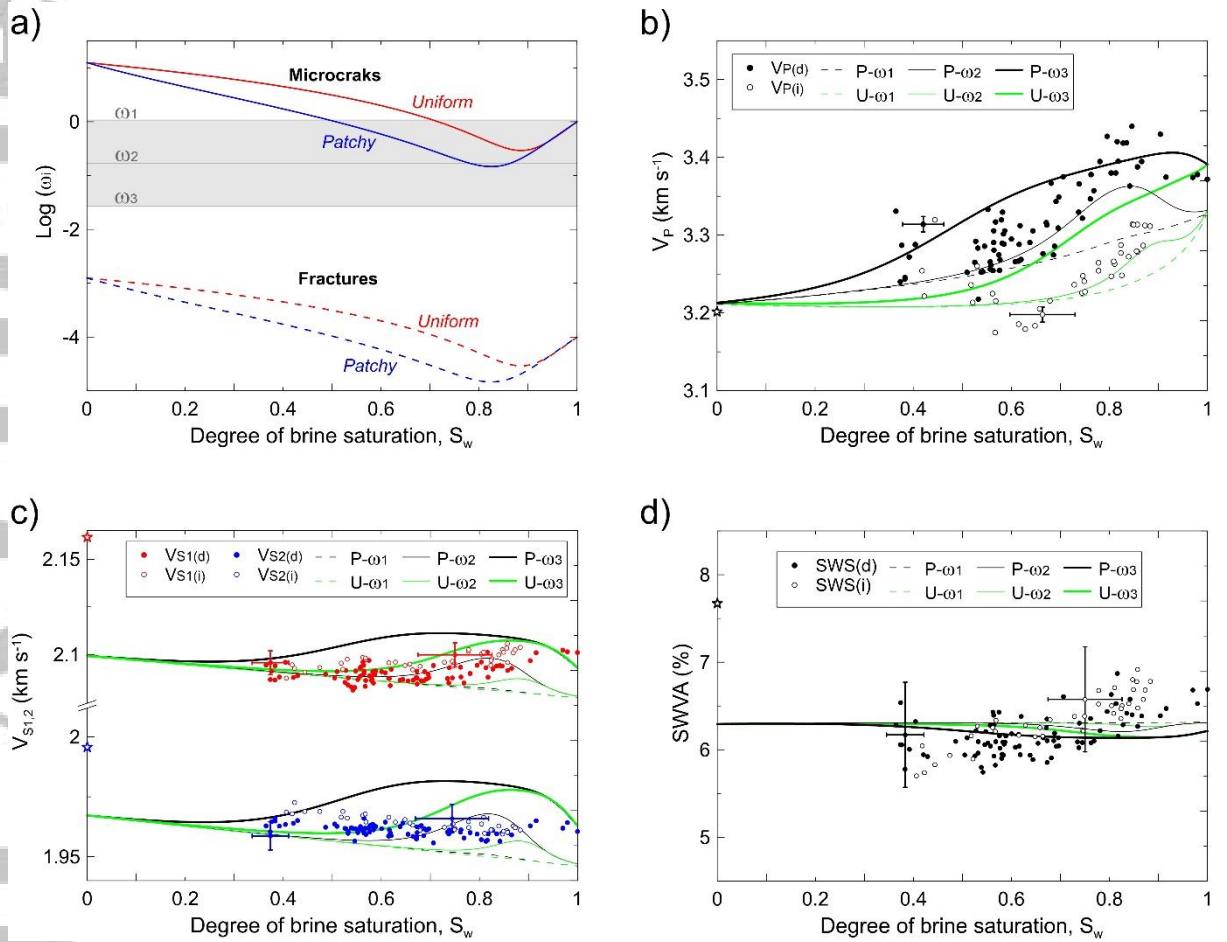 a)
Log (ωi)
0
-2
-4
ω1
ω2
ω3
Microcraks
Uniform
Patchy
Fractures
Uniform
Patchy
0 0.2 0.4 0.6 0.8 1
Degree of brine saturation, Sw
b)
VP (km s-1)
3.5
3.4
3.3
3.2
3.1
VP(d) P-ω1 P-ω2 P-ω3
VP(i) U-ω1 U-ω2 U-ω3
0 0.2 0.4 0.6 0.8 1
Degree of brine saturation, Sw
c)
VS1,2 (km s-1)
2.15
2.1
2
1.95
VS1(d) VS2(d) P-ω1 P-ω2 P-ω3
VS1(i) VS2(i) U-ω1 U-ω2 U-ω3
0 0.2 0.4 0.6 0.8 1
Degree of brine saturation, Sw
d)
SWVA (%)
8
7
6
5
SWS(d) P-ω1 P-ω2 P-ω3
SWS(i) U-ω1 U-ω2 U-ω3
0 0.2 0.4 0.6 0.8 1
Degree of brine saturation, Sw